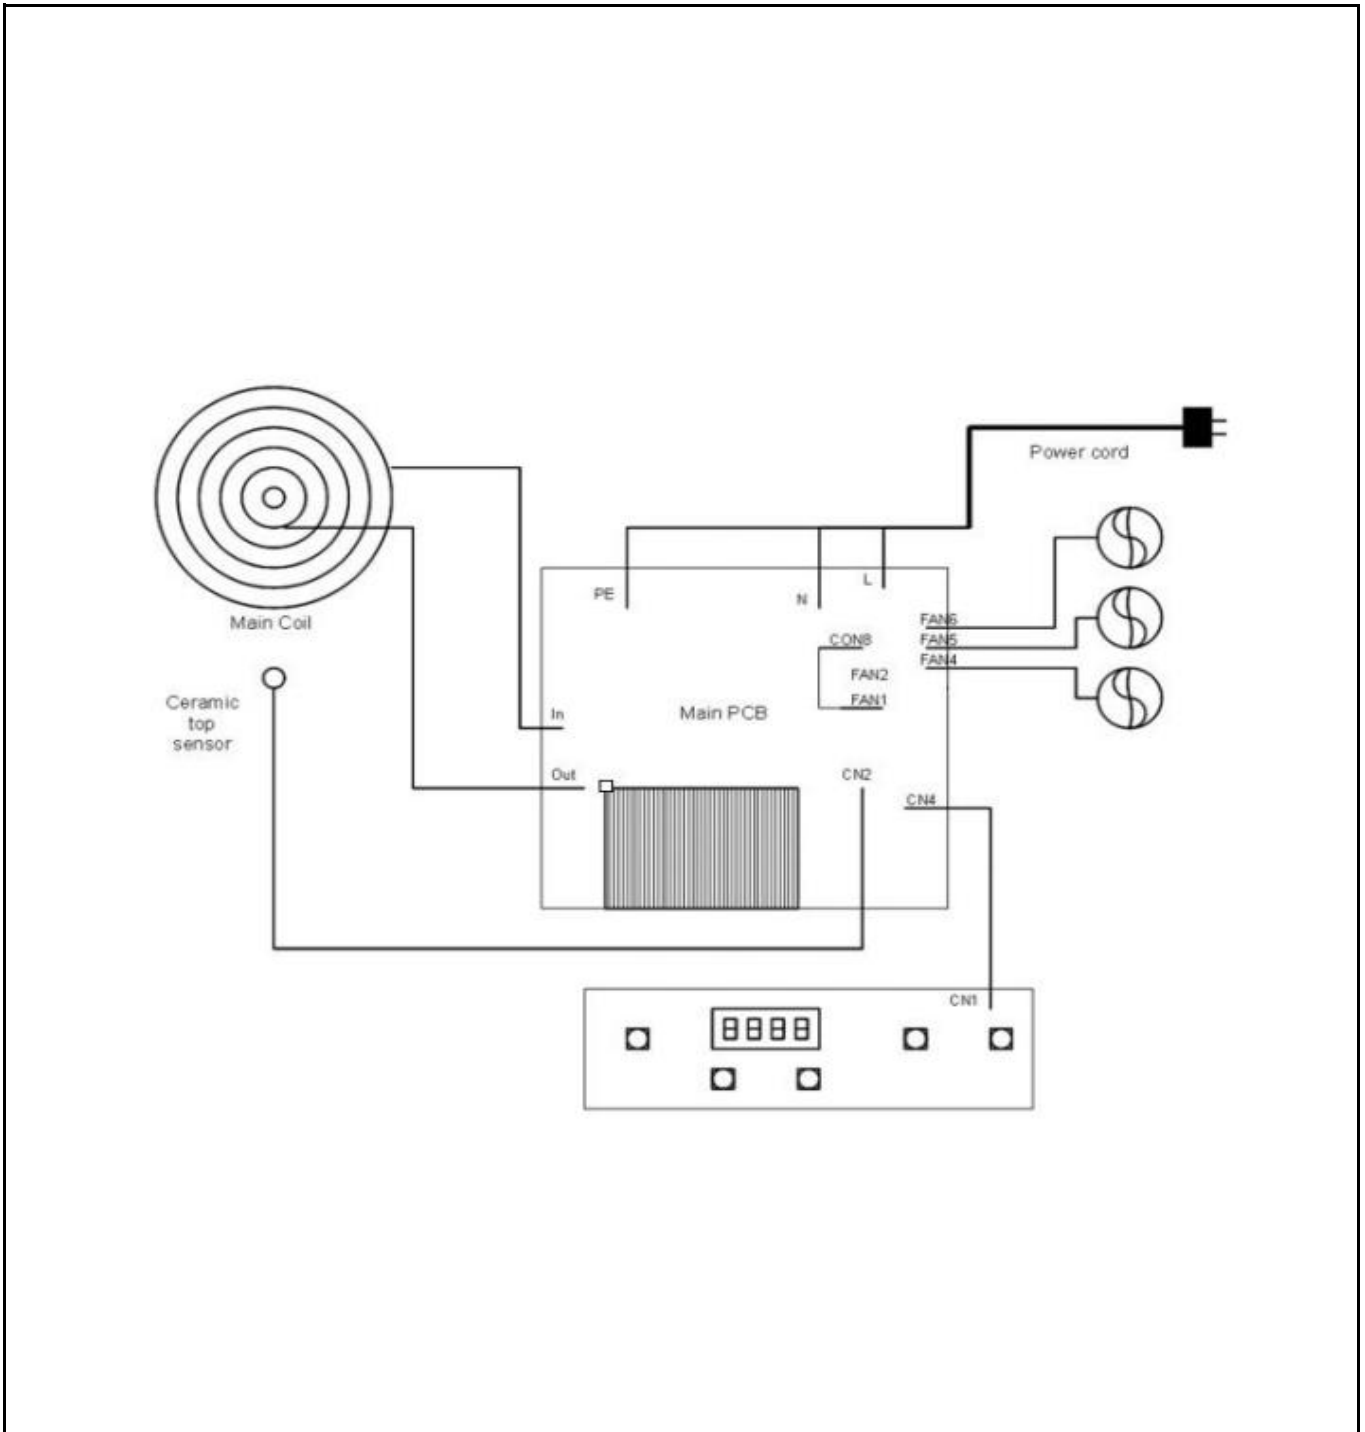 Power cord
PE
N
L
FAN6
CON8
FAN5
FAN4
FAN2
FAN1
Main Coil
Ceramic
top
sensor
Main PCB
In
Out
CN2
CN4
CN1
8888